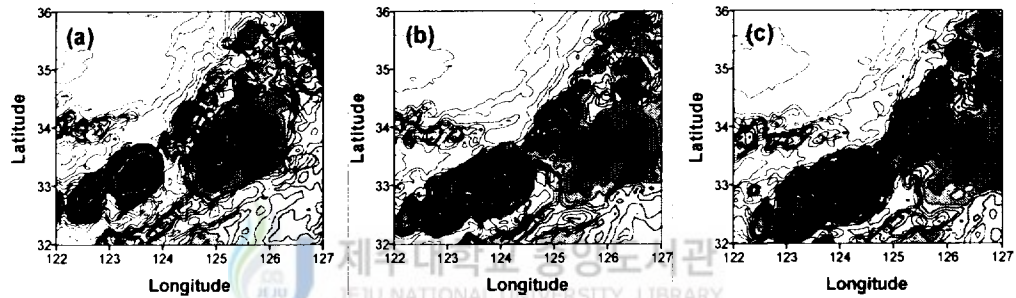 (a) (b) (c)
36 36 36
35 35 35
Latitude Latitude Latitude
34 34 34
33 33 33
32 32 32
122 123 124 125 126 127 122 123 124 125 126 127 122 123 124 125 126 127
Longitude Longitude Longitude
제주대학교 중앙도서관
JEJU NATIONAL UNIVERSITY LIBRARY
JEJU